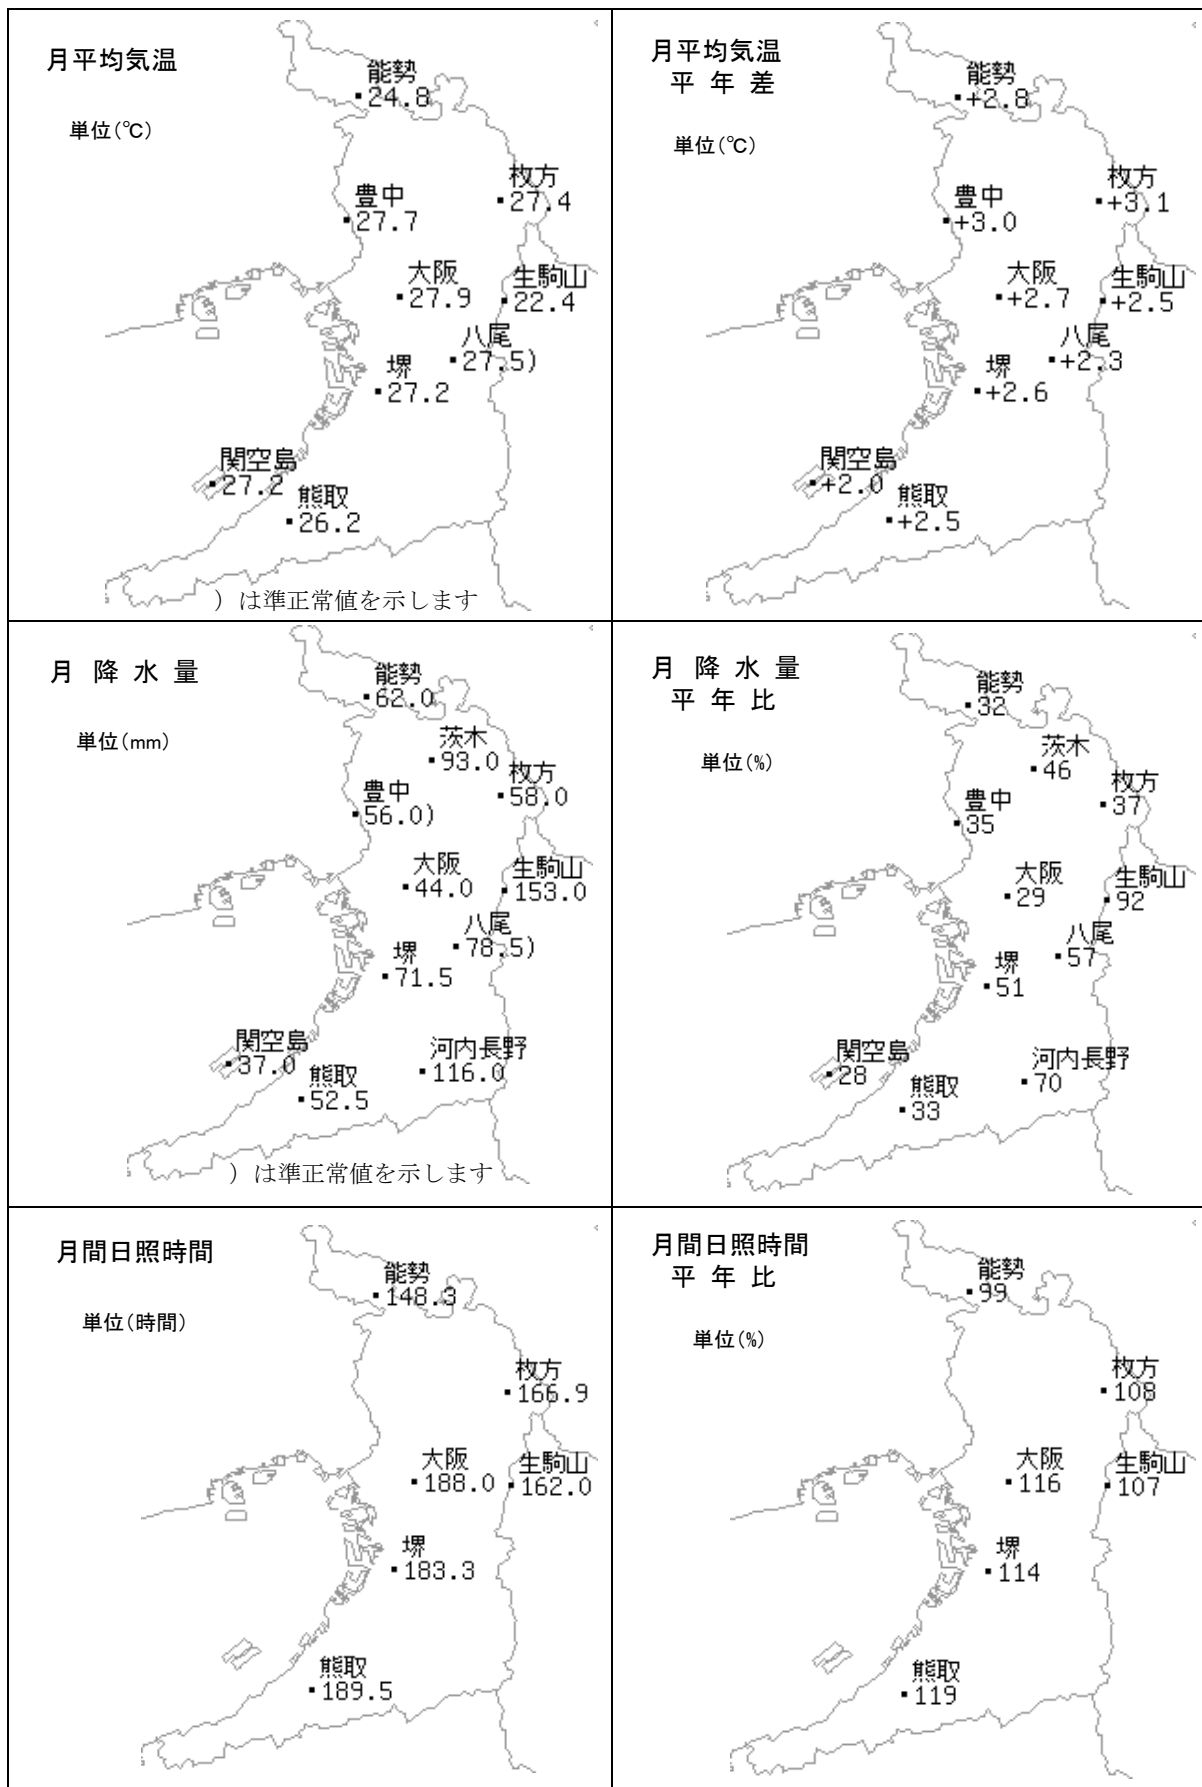 月平均気温
単位(℃)
能勢
24.8
枚方
27.4
豊中
27.7
大阪
27.9
生駒山
22.4
八尾
27.5)
堺
27.2
関空島
27.2
熊取
26.2
)は準正常値を示します
月平均気温
平 年 差
単位(℃)
能勢
+2.8
枚方
+3.1
豊中
+3.0
大阪
+2.7
生駒山
+2.5
八尾
+2.3
堺
+2.6
関空島
+2.0
熊取
+2.5
月 降 水 量
単位(mm)
能勢
62.0
茨木
93.0
枚方
58.0
豊中
56.0)
大阪
44.0
生駒山
153.0
八尾
78.5)
堺
71.5
関空島
37.0
河内長野
116.0
熊取
52.5
)は準正常値を示します
月 降 水 量
平 年 比
単位(%)
能勢
32
茨木
46
枚方
37
豊中
35
大阪
29
生駒山
92
八尾
57
堺
51
関空島
28
河内長野
70
熊取
33
月間日照時間
単位(時間)
能勢
148.3
枚方
166.9
大阪
188.0
生駒山
162.0
堺
183.3
熊取
189.5
月間日照時間
平 年 比
単位(%)
能勢
99
枚方
108
大阪
116
生駒山
107
堺
114
熊取
119